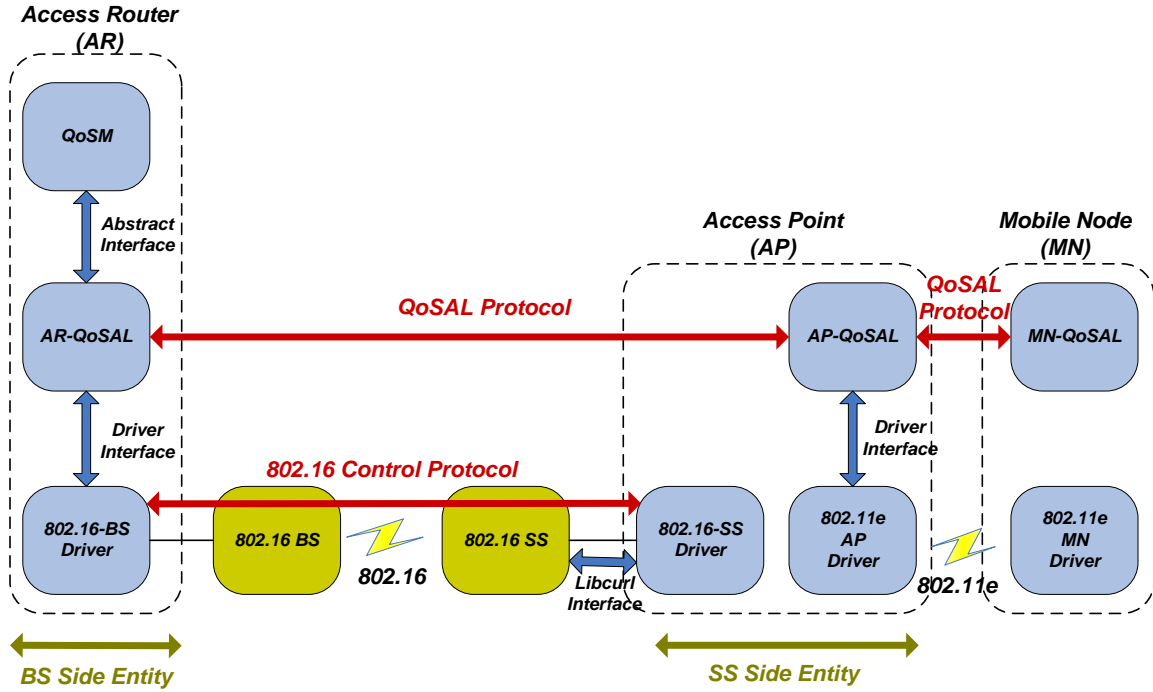 Access Router
(AR)
QoSM
Abstract
Interface
Access Point
(AP)
Mobile Node
(MN)
AR-QoSAL
QoSAL Protocol
AP-QoSAL
QoSAL
Protocol
MN-QoSAL
Driver
Interface
Driver
Interface
802.16 Control Protocol
802.16-BS
Driver
802.16 BS
802.16
802.16 SS
Libcurl
Interface
802.16-SS
Driver
802.11e
AP
Driver
802.11e
802.11e
MN
Driver
BS Side Entity
SS Side Entity